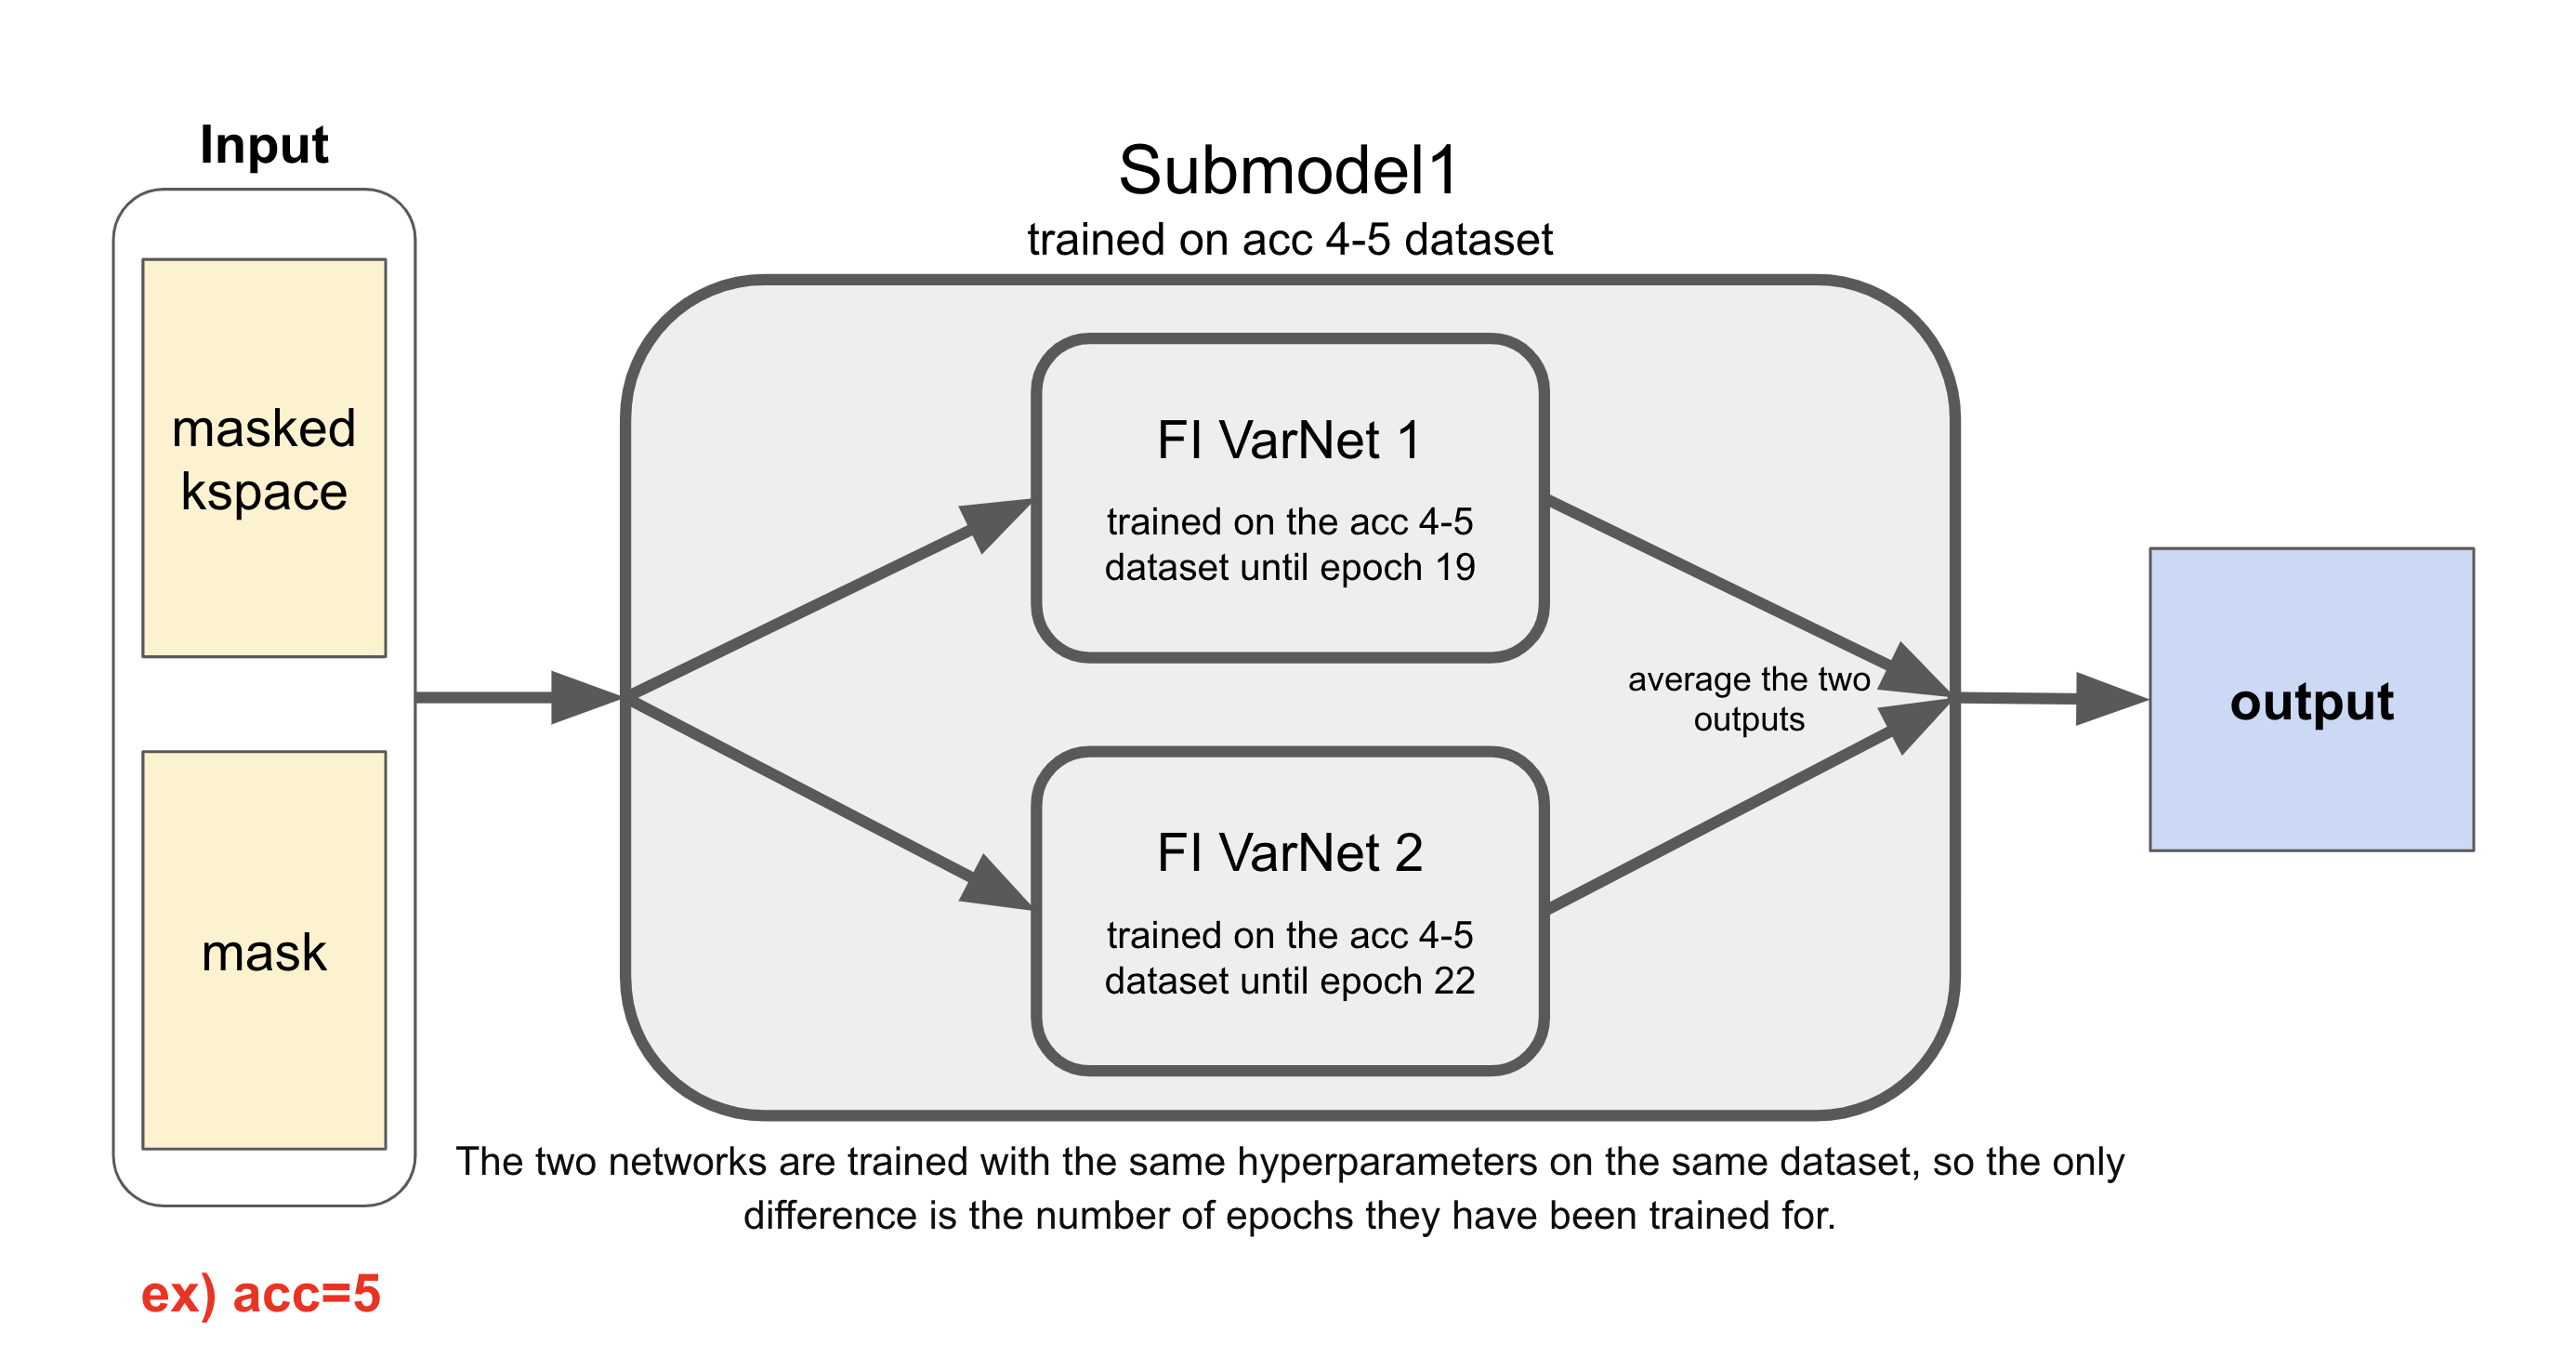 Input
masked
kspace
mask
ex) acc=5
Submodel1
trained on acc 4-5 dataset
FI VarNet 1
trained on the acc 4-5
dataset until epoch 19
FI VarNet 2
trained on the acc 4-5
dataset until epoch 22
average the two
outputs
The two networks are trained with the same hyperparameters on the same dataset, so the only
difference is the number of epochs they have been trained for.
output